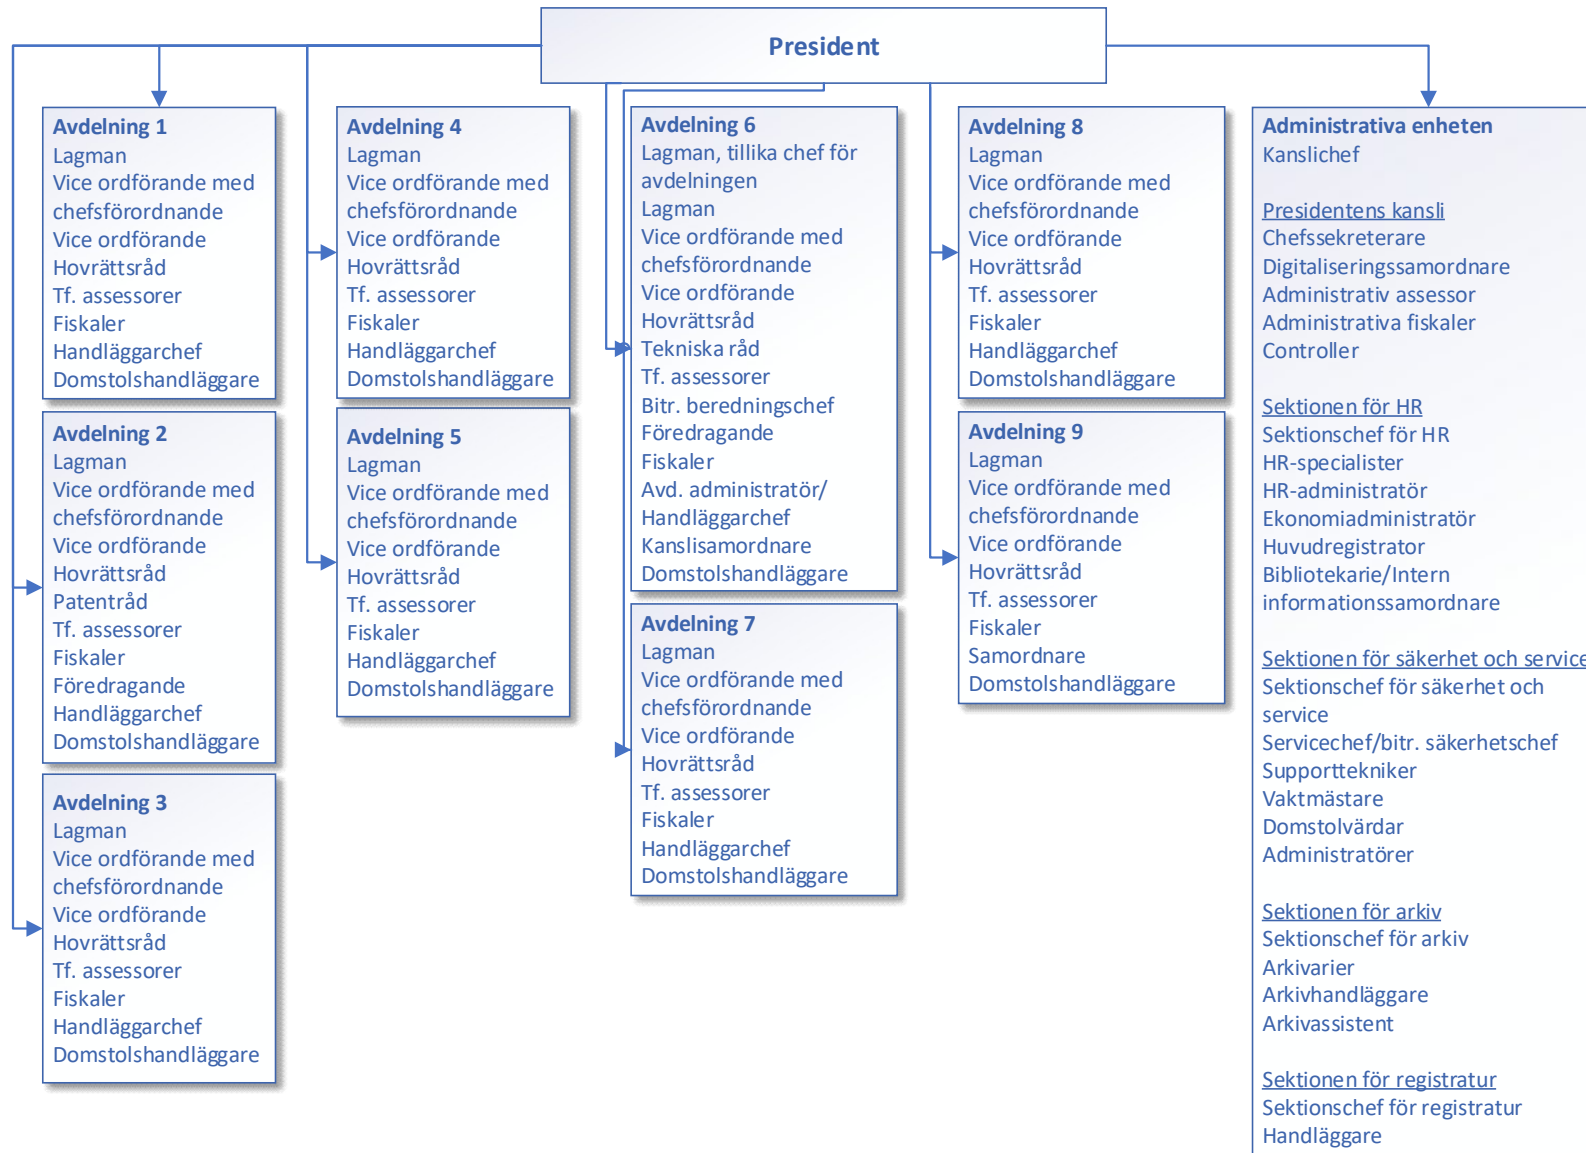 President
Avdelning 1
Lagman
Vice ordförande med
chefsförordnande
Vice ordförande
Hovrättsråd
Tf. assessorer
Fiskaler
Handläggarchef
Domstolshandläggare
Avdelning 2
Lagman
Vice ordförande med
chefsförordnande
Vice ordförande
Hovrättsråd
Patentråd
Tf. assessorer
Fiskaler
Föredragande
Handläggarchef
Domstolshandläggare
Avdelning 3
Lagman
Vice ordförande med
chefsförordnande
Vice ordförande
Hovrättsråd
Tf. assessorer
Fiskaler
Handläggarchef
Domstolshandläggare
Avdelning 4
Lagman
Vice ordförande med
chefsförordnande
Vice ordförande
Hovrättsråd
Tf. assessorer
Fiskaler
Handläggarchef
Domstolshandläggare
Avdelning 5
Lagman
Vice ordförande med
chefsförordnande
Vice ordförande
Hovrättsråd
Tf. assessorer
Fiskaler
Handläggarchef
Domstolshandläggare
Avdelning 6
Lagman, tillika chef för
avdelningen
Lagman
Vice ordförande med
chefsförordnande
Vice ordförande
Hovrättsråd
Tekniska råd
Tf. assessorer
Bitr. beredningschef
Föredragande
Fiskaler
Avd. administratör/
Handläggarchef
Kanslisamordnare
Domstolshandläggare
Avdelning 7
Lagman
Vice ordförande med
chefsförordnande
Vice ordförande
Hovrättsråd
Tf. assessorer
Fiskaler
Handläggarchef
Domstolshandläggare
Avdelning 8
Lagman
Vice ordförande med
chefsförordnande
Vice ordförande
Hovrättsråd
Tf. assessorer
Fiskaler
Handläggarchef
Domstolshandläggare
Avdelning 9
Lagman
Vice ordförande med
chefsförordnande
Vice ordförande
Hovrättsråd
Tf. assessorer
Fiskaler
Samordnare
Domstolshandläggare
Administrativa enheten
Kanslichef
Presidentens kansli
Chefssekreterare
Digitaliseringssamordnare
Administrativ assessor
Administrativa fiskaler
Controller
Sektionen för HR
Sektionschef för HR
HR-specialister
HR-administratör
Ekonomiadministratör
Huvudregistrator
Bibliotekarie/Intern
informationssamordnare
Sektionen för säkerhet och service
Sektionschef för säkerhet och
service
Servicechef/bitr. säkerhetschef
Supporttekniker
Vaktmästare
Domstolvärdar
Administratörer
Sektionen för arkiv
Sektionschef för arkiv
Arkivarier
Arkivhandläggare
Arkivassistent
Sektionen för registratur
Sektionschef för registratur
Handläggare